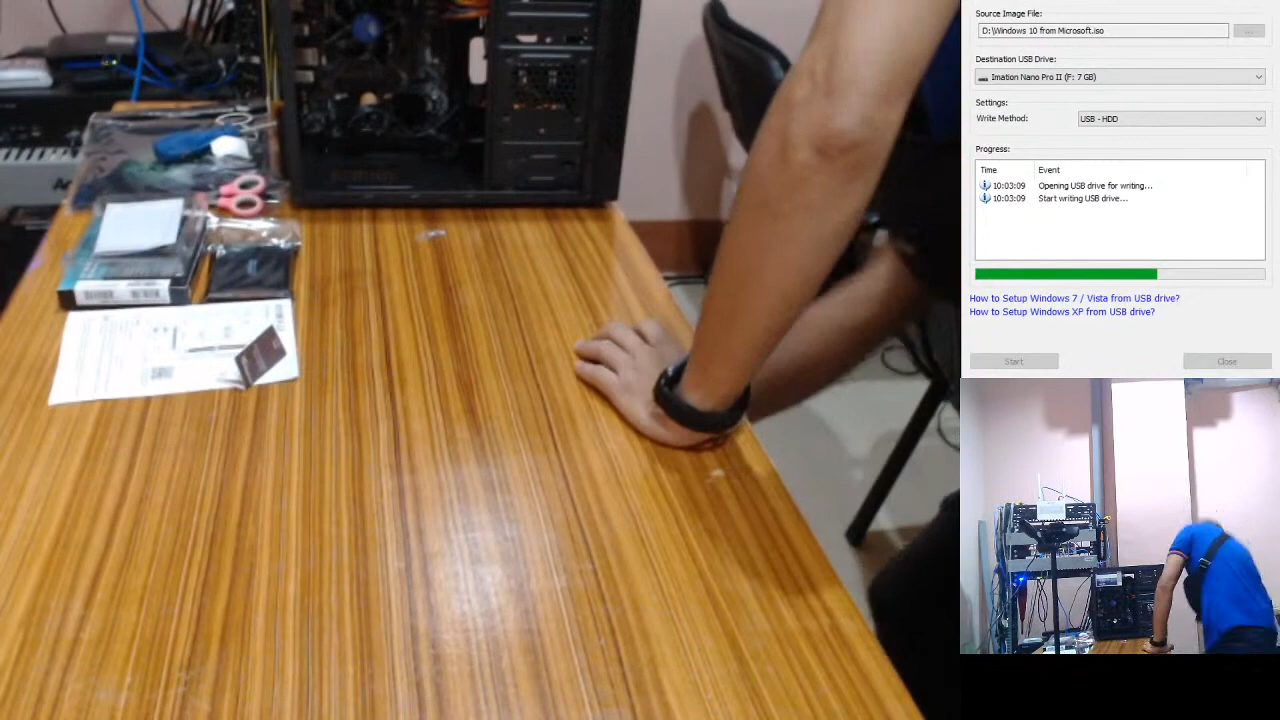 Source Image File:
D:\Windows 10 from Microsoft.iso
...
Destination USB Drive:
Imation Nano Pro II (F: 7 GB)
Settings:
Write Method:
USB - HDD
Progress:
Time Event
10:03:09 Opening USB drive for writing...
10:03:09 Start writing USB drive...
How to Setup Windows 7 / Vista from USB drive?
How to Setup Windows XP from USB drive?
Start Close